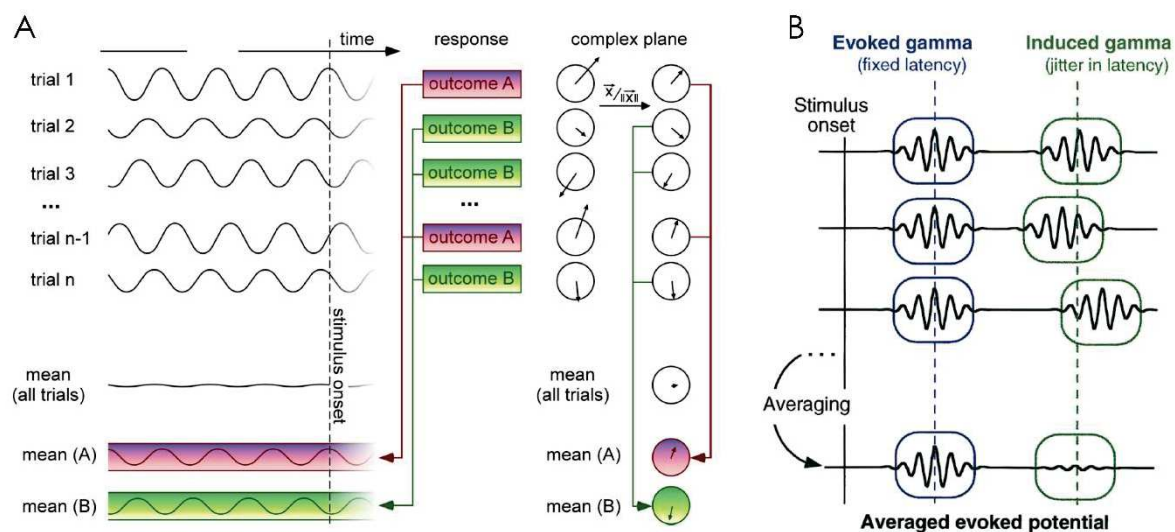 A
time
response
complex plane
trial 1
outcome A
x/||x||
trial 2
outcome B
trial 3
outcome B
...
...
trial n-1
outcome A
trial n
outcome B
stimulus onset
mean
(all trials)
mean
(all trials)
mean (A)
mean (A)
mean (B)
mean (B)
B
Evoked gamma
(fixed latency)
Induced gamma
(jitter in latency)
Stimulus
onset
...
Averaging
Averaged evoked potential